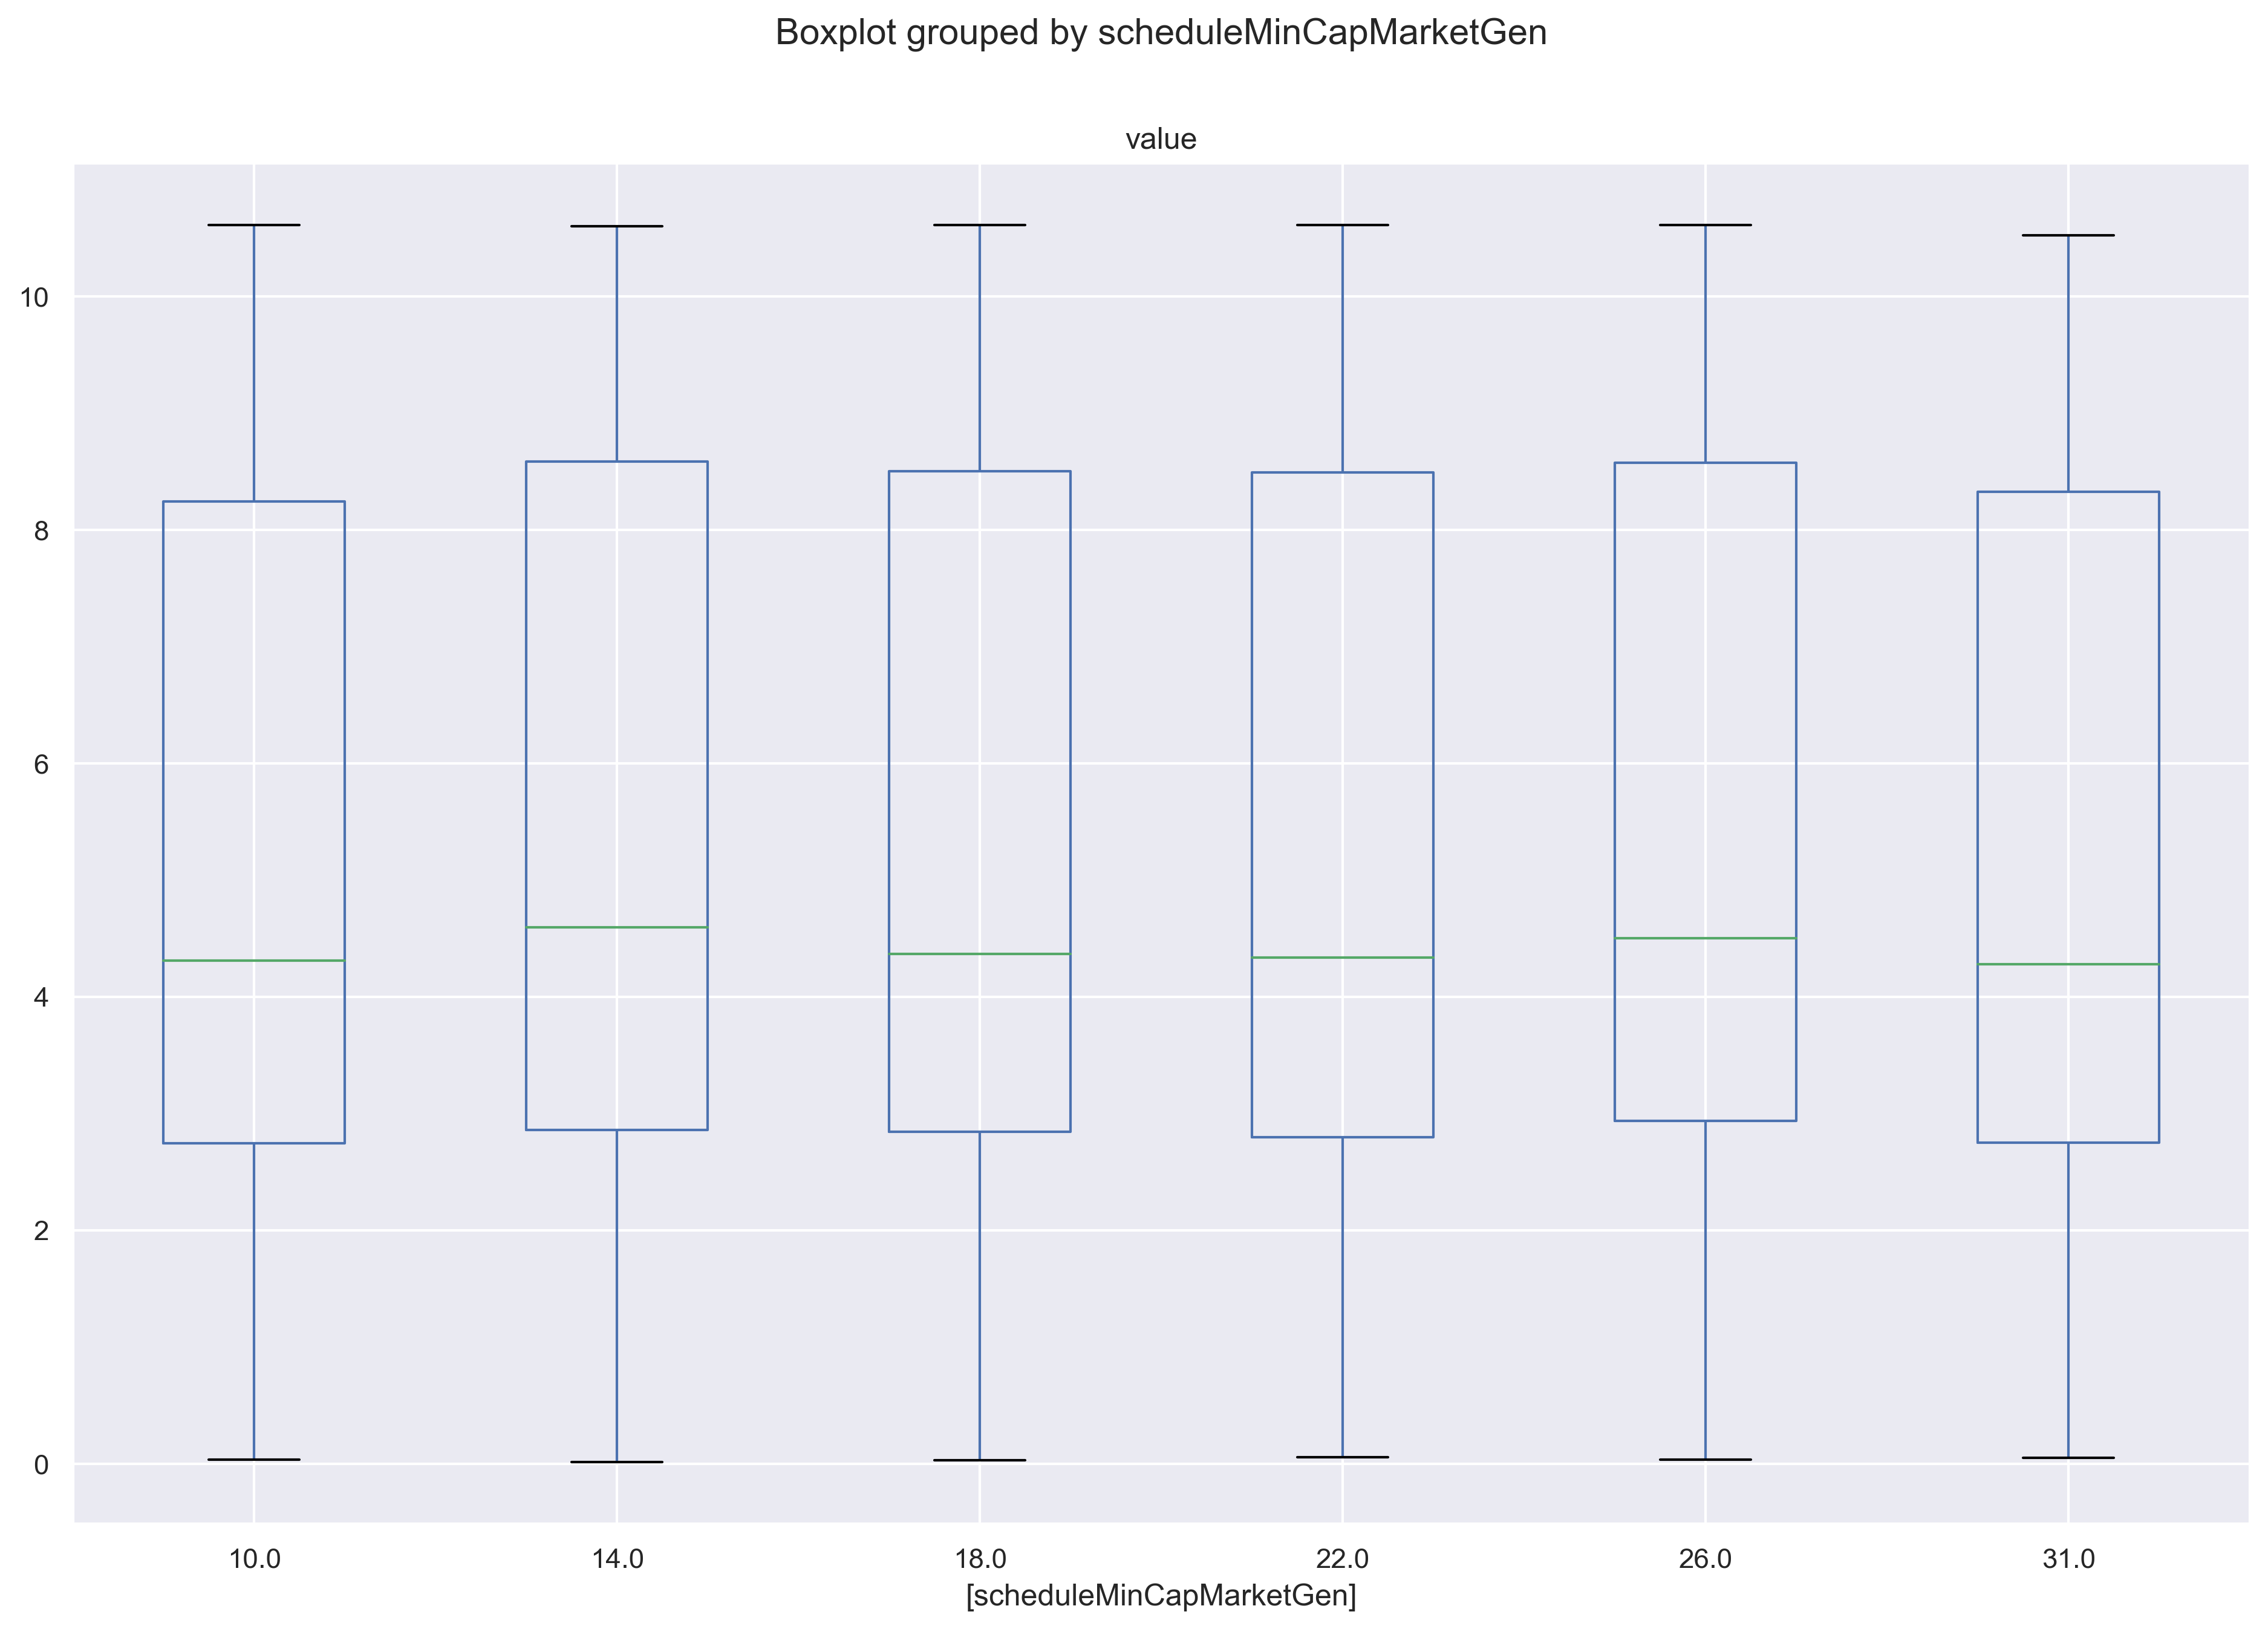 Boxplot grouped by scheduleMinCapMarketGen
value
10
8
6
4
2
0
10.0 14.0 18.0 22.0 26.0 31.0
[scheduleMinCapMarketGen]